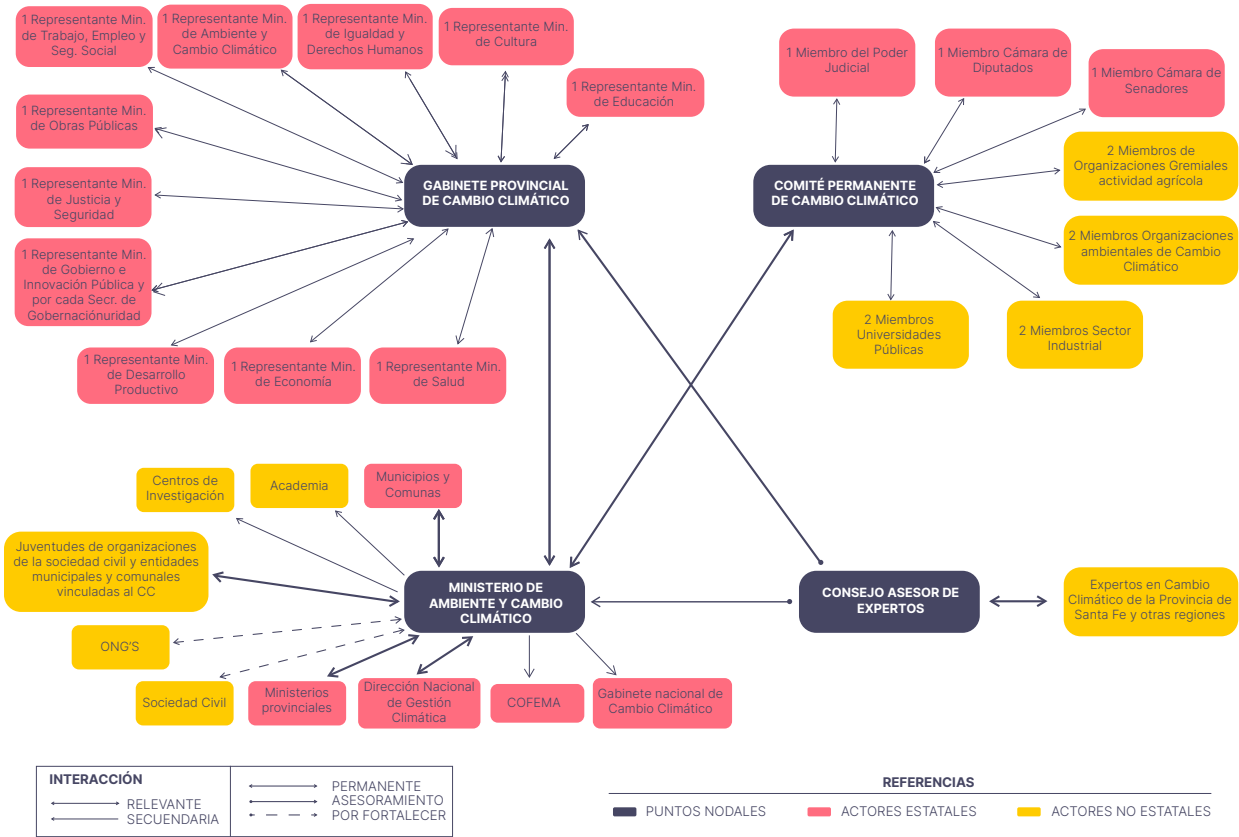 1 Representante Min.
de Trabajo, Empleo y
Seg. Social
1 Representante Min.
de Ambiente y
Cambio Climático
1 Representante Min.
de Igualdad y
Derechos Humanos
1 Representante Min.
de Cultura
1 Representante Min.
de Educación
1 Representante Min.
de Obras Públicas
1 Representante Min.
de Justicia y
Seguridad
1 Representante Min.
de Gobierno e
Innovación Pública y
por cada Secr. de
Gobernaciónuridad
1 Representante Min.
de Desarrollo
Productivo
1 Representante Min.
de Economía
1 Representante Min.
de Salud
GABINETE PROVINCIAL
DE CAMBIO CLIMÁTICO
1 Miembro del Poder
Judicial
1 Miembro Cámara de
Diputados
1 Miembro Cámara de
Senadores
2 Miembros de
Organizaciones Gremiales
actividad agrícola
2 Miembros Organizaciones
ambientales de Cambio
Climático
2 Miembros Sector
Industrial
2 Miembros
Universidades
Públicas
COMITÉ PERMANENTE
DE CAMBIO CLIMÁTICO
Centros de
Investigación
Academia
Municipios y
Comunas
Juventudes de organizaciones
de la sociedad civil y entidades
municipales y comunales
vinculadas al CC
ONG'S
Sociedad Civil
Ministerios
provinciales
Dirección Nacional
de Gestión
Climática
COFEMA
Gabinete nacional de
Cambio Climático
MINISTERIO DE
AMBIENTE Y CAMBIO
CLIMÁTICO
CONSEJO ASESOR DE
EXPERTOS
Expertos en Cambio
Climático de la Provincia de
Santa Fe y otras regiones
INTERACCIÓN
RELEVANTE
SECUENDARIA
PERMANENTE
ASESORAMIENTO
POR FORTALECER
REFERENCIAS
PUNTOS NODALES
ACTORES ESTATALES
ACTORES NO ESTATALES